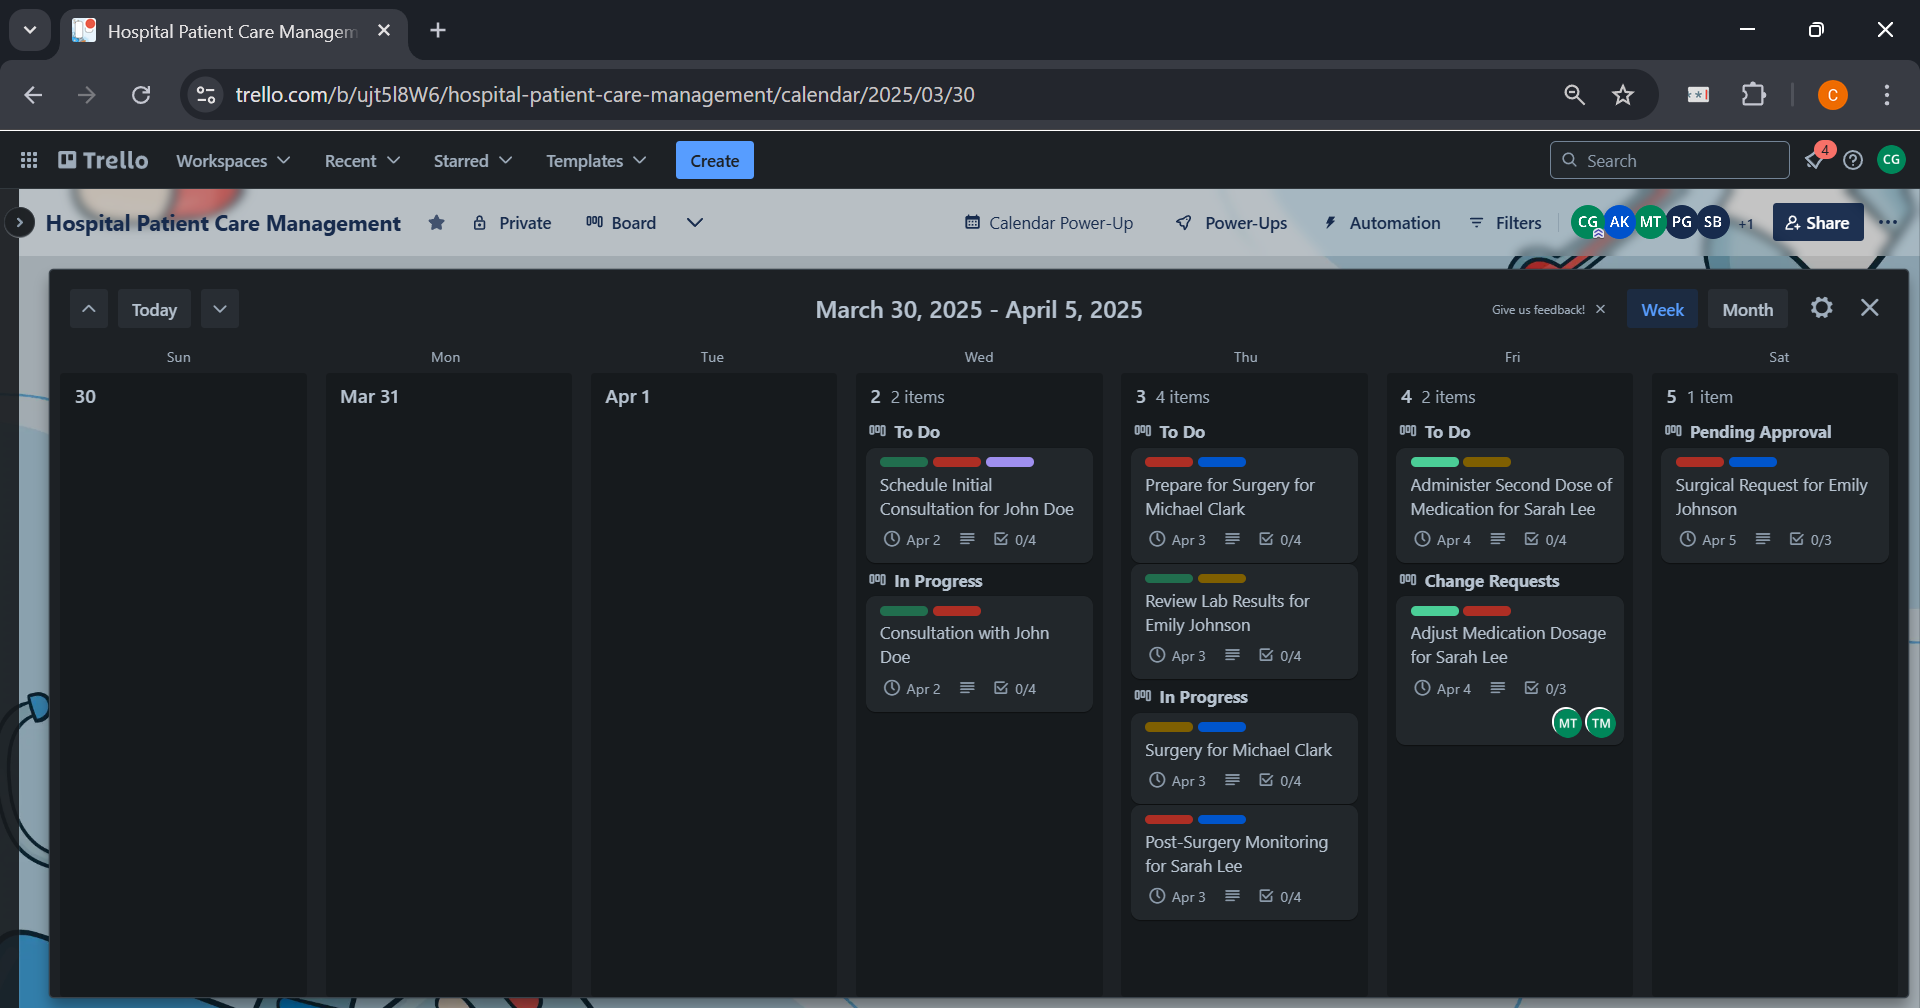 Hospital Patient Care Managem
trello.com/b/ujt5l8W6/hospital-patient-care-management/calendar/2025/03/30
C
Trello
Workspaces
Recent
Starred
Templates
Create
Search
4
CG
Hospital Patient Care Management
Private
Board
Calendar Power-Up
Power-Ups
Automation
Filters
CG
AK
MT
PG
SB
+1
Share
Today
March 30, 2025 - April 5, 2025
Give us feedback!
Week
Month
Sun
Mon
Tue
Wed
Thu
Fri
Sat
30
Mar 31
Apr 1
2 2 items
To Do
Schedule Initial
Consultation for John Doe
Apr 2 0/4
In Progress
Consultation with John
Doe
Apr 2 0/4
3 4 items
To Do
Prepare for Surgery for
Michael Clark
Apr 3 0/4
Review Lab Results for
Emily Johnson
Apr 3 0/4
In Progress
Surgery for Michael Clark
Apr 3 0/4
Post-Surgery Monitoring
for Sarah Lee
Apr 3 0/4
4 2 items
To Do
Administer Second Dose of
Medication for Sarah Lee
Apr 4 0/4
Change Requests
Adjust Medication Dosage
for Sarah Lee
Apr 4 0/3
MT TM
5 1 item
Pending Approval
Surgical Request for Emily
Johnson
Apr 5 0/3